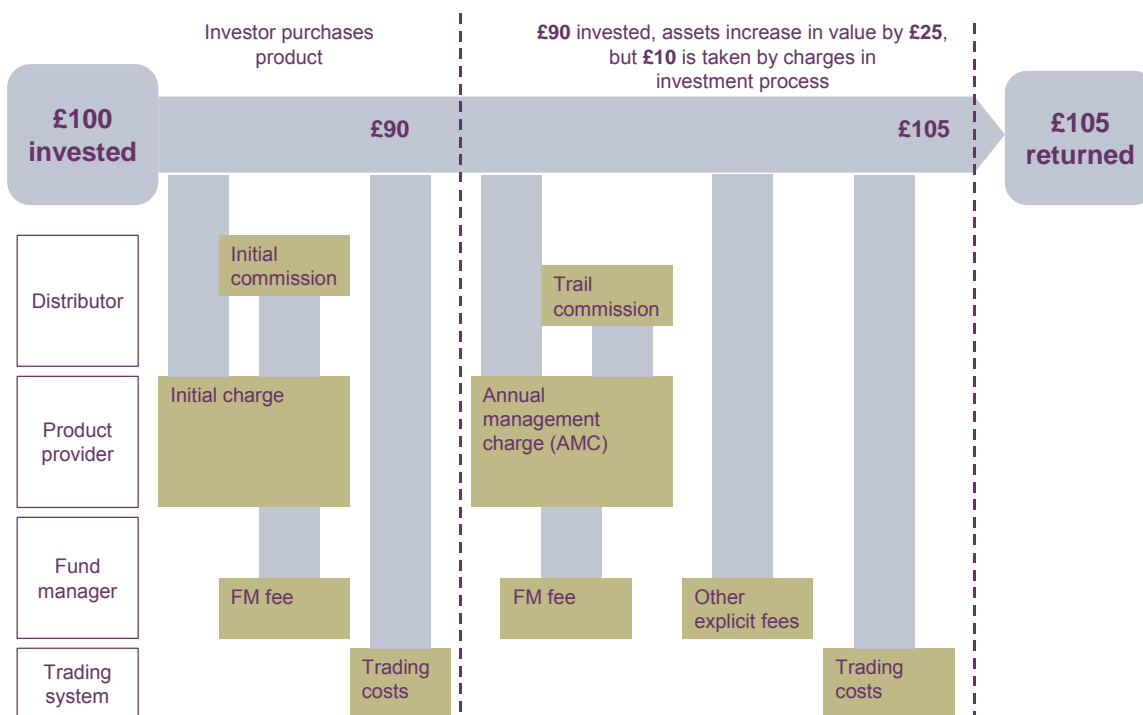 Investor purchases
product
£90 invested, assets increase in value by £25,
but £10 is taken by charges in
investment process
£100
invested
£90
£105
£105
returned
Distributor
Initial
commission
Trail
commission
Product
provider
Initial charge
Annual
management
charge (AMC)
Fund
manager
FM fee
FM fee
Other
explicit fees
Trading
system
Trading
costs
Trading
costs